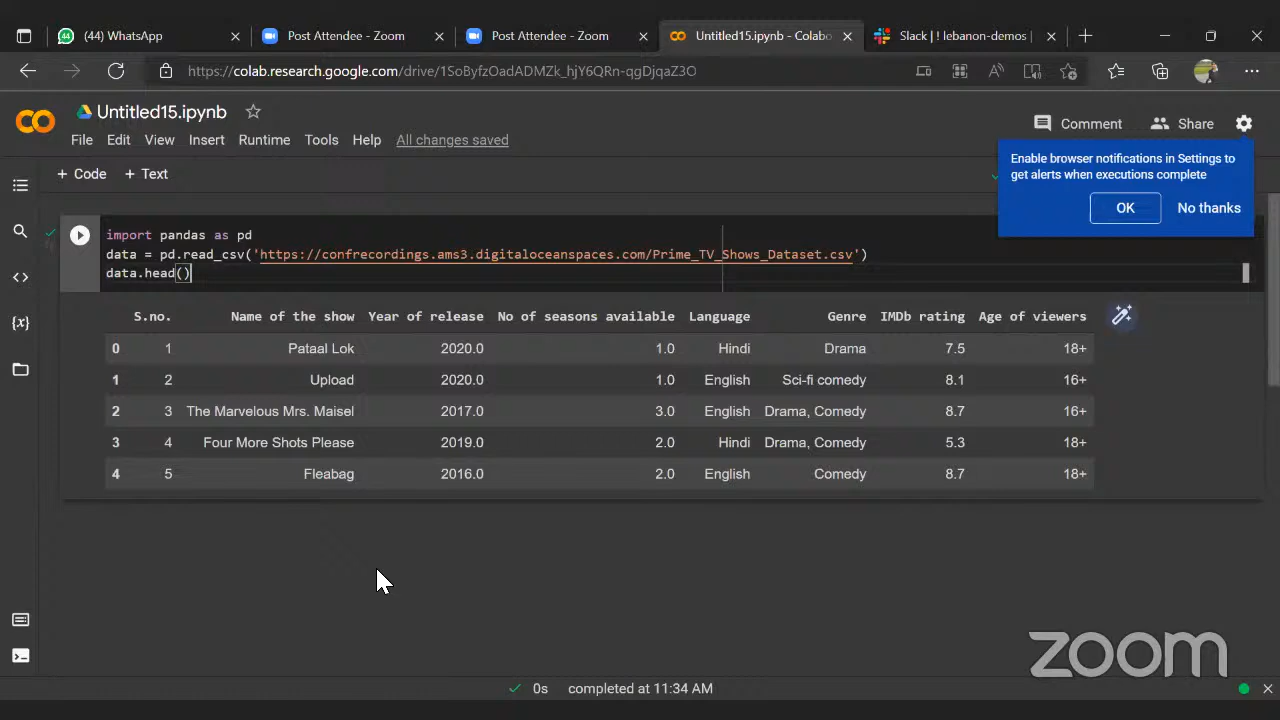 (44) WhatsApp
Post Attendee - Zoom
Post Attendee - Zoom
Untitled15.ipynb - Colabo
Slack | ! lebanon-demos |
https://colab.research.google.com/drive/1SoByfzOadADMZk_hjY6QRn-qgDjqaZ3O
Untitled15.ipynb
Comment
Share
File Edit View Insert Runtime Tools Help All changes saved
Enable browser notifications in Settings to
get alerts when executions complete
OK No thanks
+ Code + Text
import pandas as pd
data = pd.read_csv('https://confrecordings.ams3.digitaloceanspaces.com/Prime_TV_Shows_Dataset.csv')
data.head()
S.no. Name of the show Year of release No of seasons available Language Genre IMDb rating Age of viewers
0 1 Pataal Lok 2020.0 1.0 Hindi Drama 7.5 18+
1 2 Upload 2020.0 1.0 English Sci-fi comedy 8.1 16+
2 3 The Marvelous Mrs. Maisel 2017.0 3.0 English Drama, Comedy 8.7 16+
3 4 Four More Shots Please 2019.0 2.0 Hindi Drama, Comedy 5.3 18+
4 5 Fleabag 2016.0 2.0 English Comedy 8.7 18+
zoom
0s completed at 11:34 AM